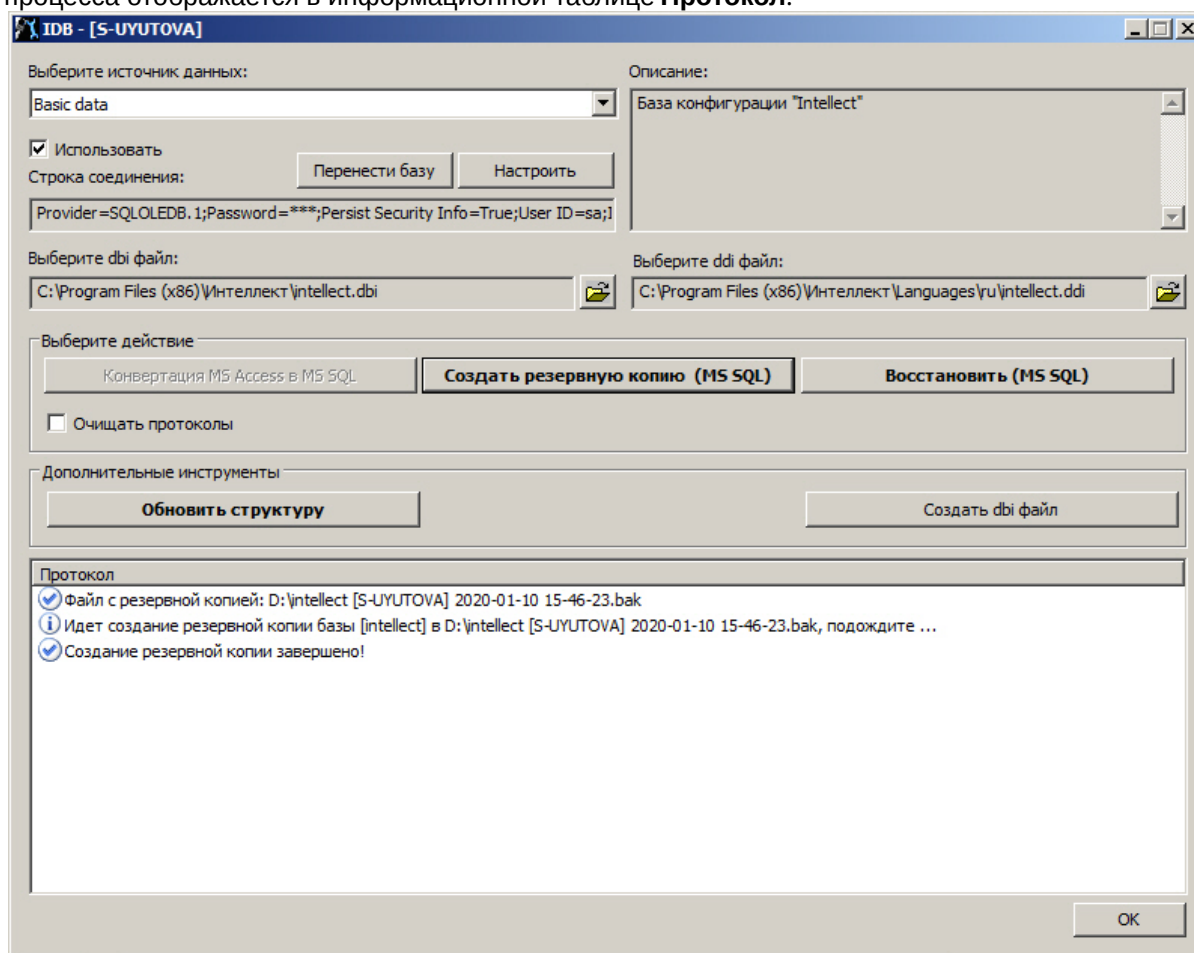 процесса отображается в информационной таблице Протокол.
IDB - [S-UYUTOVA]
Выберите источник данных:
Basic data
Использовать
Строка соединения:
Перенести базу
Настроить
Provider=SQLOLEDB.1;Password=***;Persist Security Info=True;User ID=sa;
Описание:
База конфигурации "Intellect"
Выберите dbi файл:
C:\Program Files (x86)\Интеллект\intellect.dbi
Выберите ddi файл:
C:\Program Files (x86)\Интеллект\Languages\ru\intellect.ddi
Выберите действие
Конвертация MS Access в MS SQL
Создать резервную копию (MS SQL)
Восстановить (MS SQL)
Очищать протоколы
Дополнительные инструменты
Обновить структуру
Создать dbi файл
Протокол
Файл с резервной копией: D:\intellect [S-UYUTOVA] 2020-01-10 15-46-23.bak
Идет создание резервной копии базы [intellect] в D:\intellect [S-UYUTOVA] 2020-01-10 15-46-23.bak, подождите ...
Создание резервной копии завершено!
OK